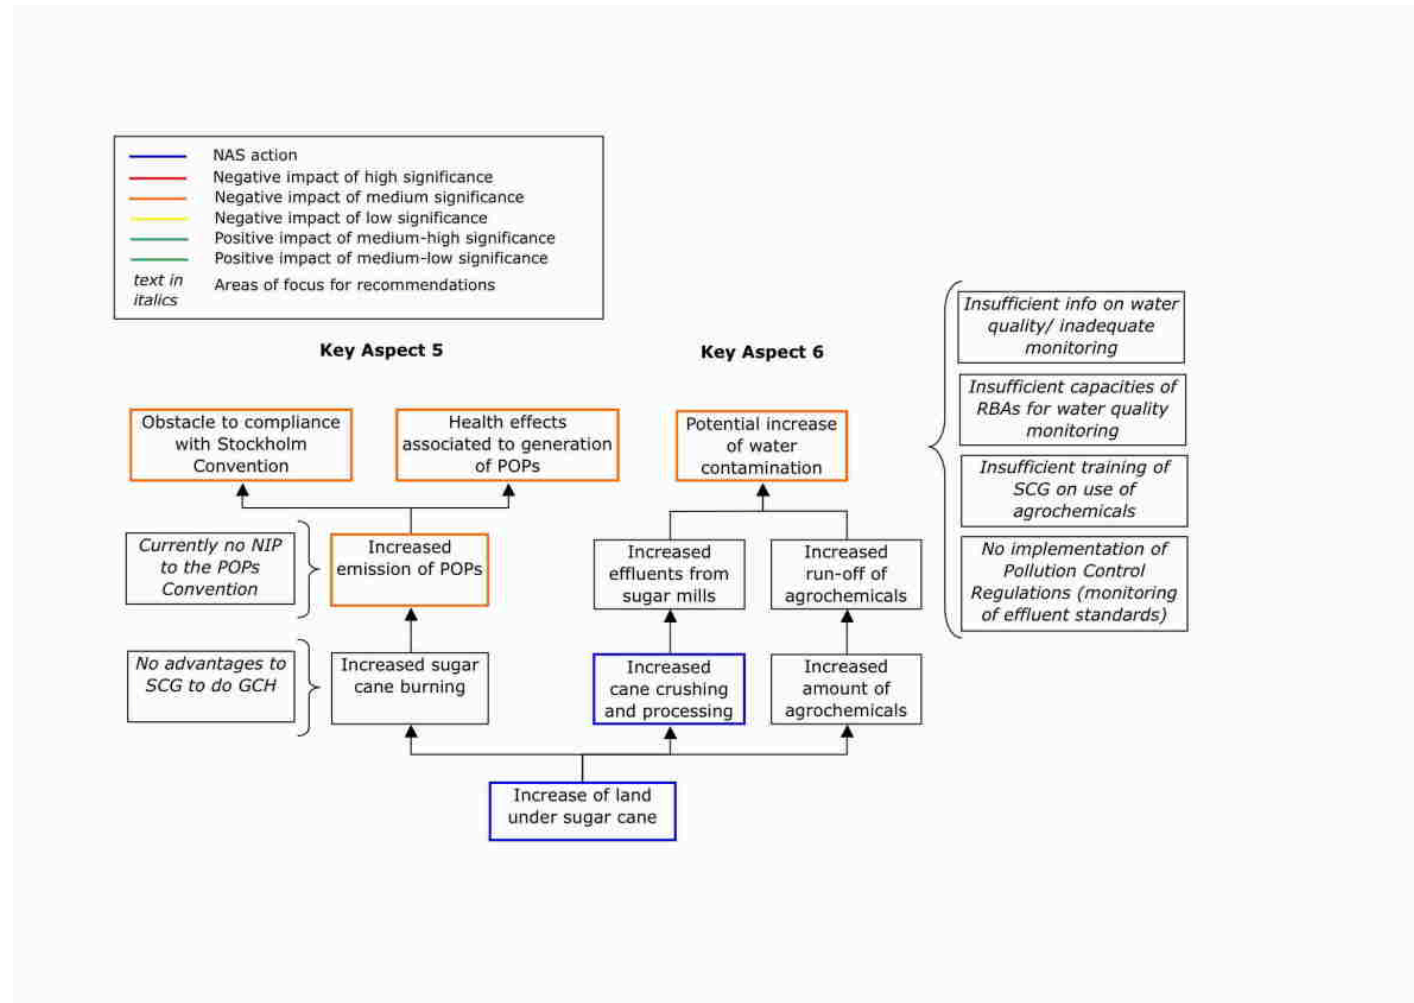 NAS action
Negative impact of high significance
Negative impact of medium significance
Negative impact of low significance
Positive impact of medium-high significance
Positive impact of medium-low significance
text in
italics
Areas of focus for recommendations
Key Aspect 5
Key Aspect 6
Obstacle to compliance
with Stockholm
Convention
Health effects
associated to generation
of POPs
Potential increase
of water
contamination
Insufficient info on water
quality/ inadequate
monitoring
Insufficient capacities of
RBAs for water quality
monitoring
Insufficient training of
SCG on use of
agrochemicals
No implementation of
Pollution Control
Regulations (monitoring
of effluent standards)
Currently no NIP
to the POPs
Convention
Increased
emission of POPs
Increased
effluents from
sugar mills
Increased
run-off of
agrochemicals
No advantages to
SCG to do GCH
Increased sugar
cane burning
Increased
cane crushing
and processing
Increased
amount of
agrochemicals
Increase of land
under sugar cane